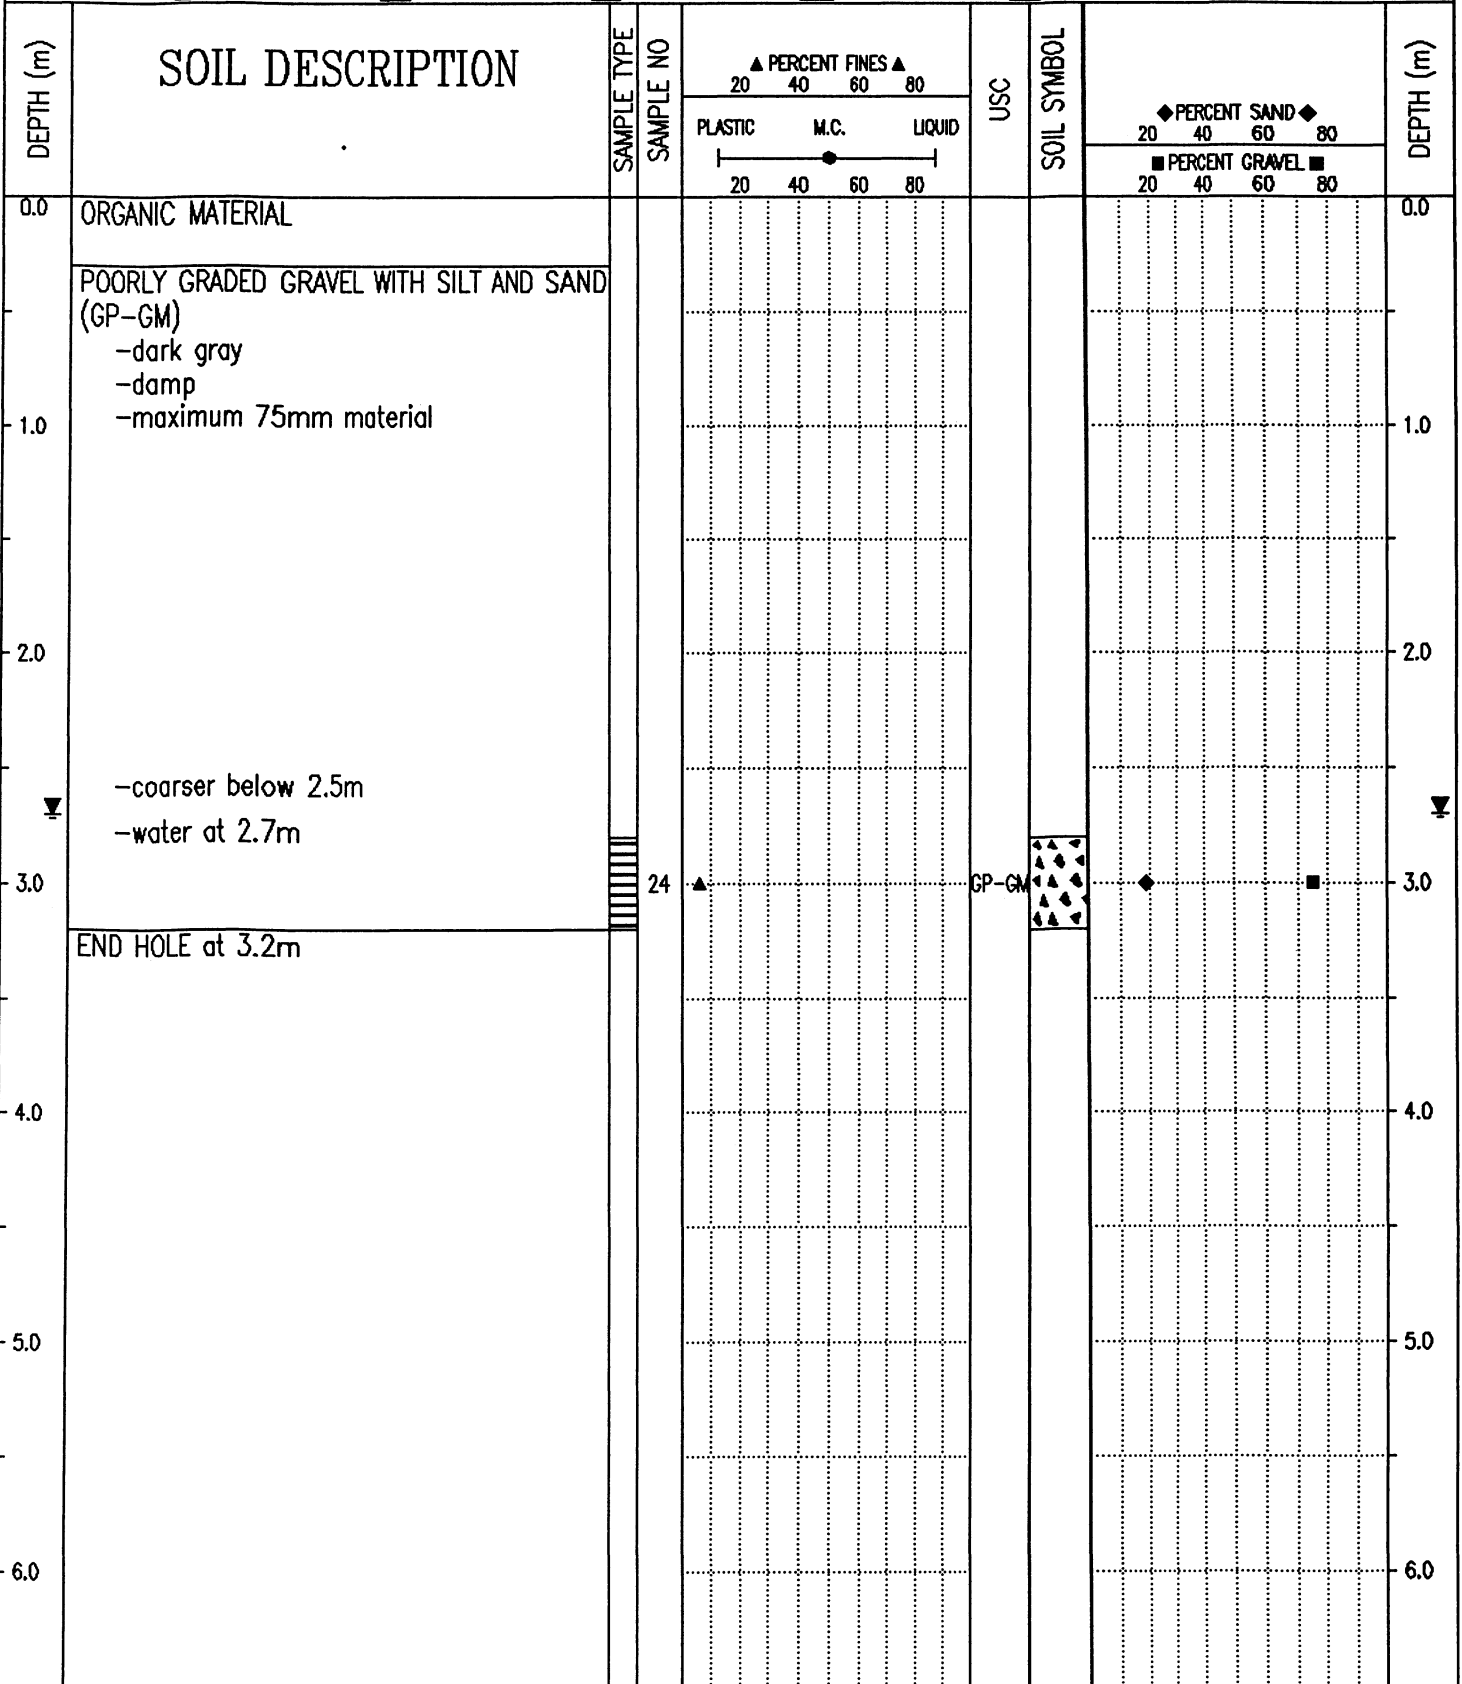 DEPTH (m)
SOIL DESCRIPTION
SAMPLE TYPE
SAMPLE NO
▲ PERCENT FINES ▲
20 40 60 80
PLASTIC M.C. LIQUID
20 40 60 80
USC
SOIL SYMBOL
◆PERCENT SAND◆
20 40 60 80
■PERCENT GRAVEL■
20 40 60 80
DEPTH (m)
0.0 ORGANIC MATERIAL 0.0
POORLY GRADED GRAVEL WITH SILT AND SAND
(GP-GM)
-dark gray
-damp
-maximum 75mm material
1.0 1.0
2.0 2.0
-coarser below 2.5m
-water at 2.7m
3.0 24 GP-GM 3.0
END HOLE at 3.2m
4.0 4.0
5.0 5.0
6.0 6.0